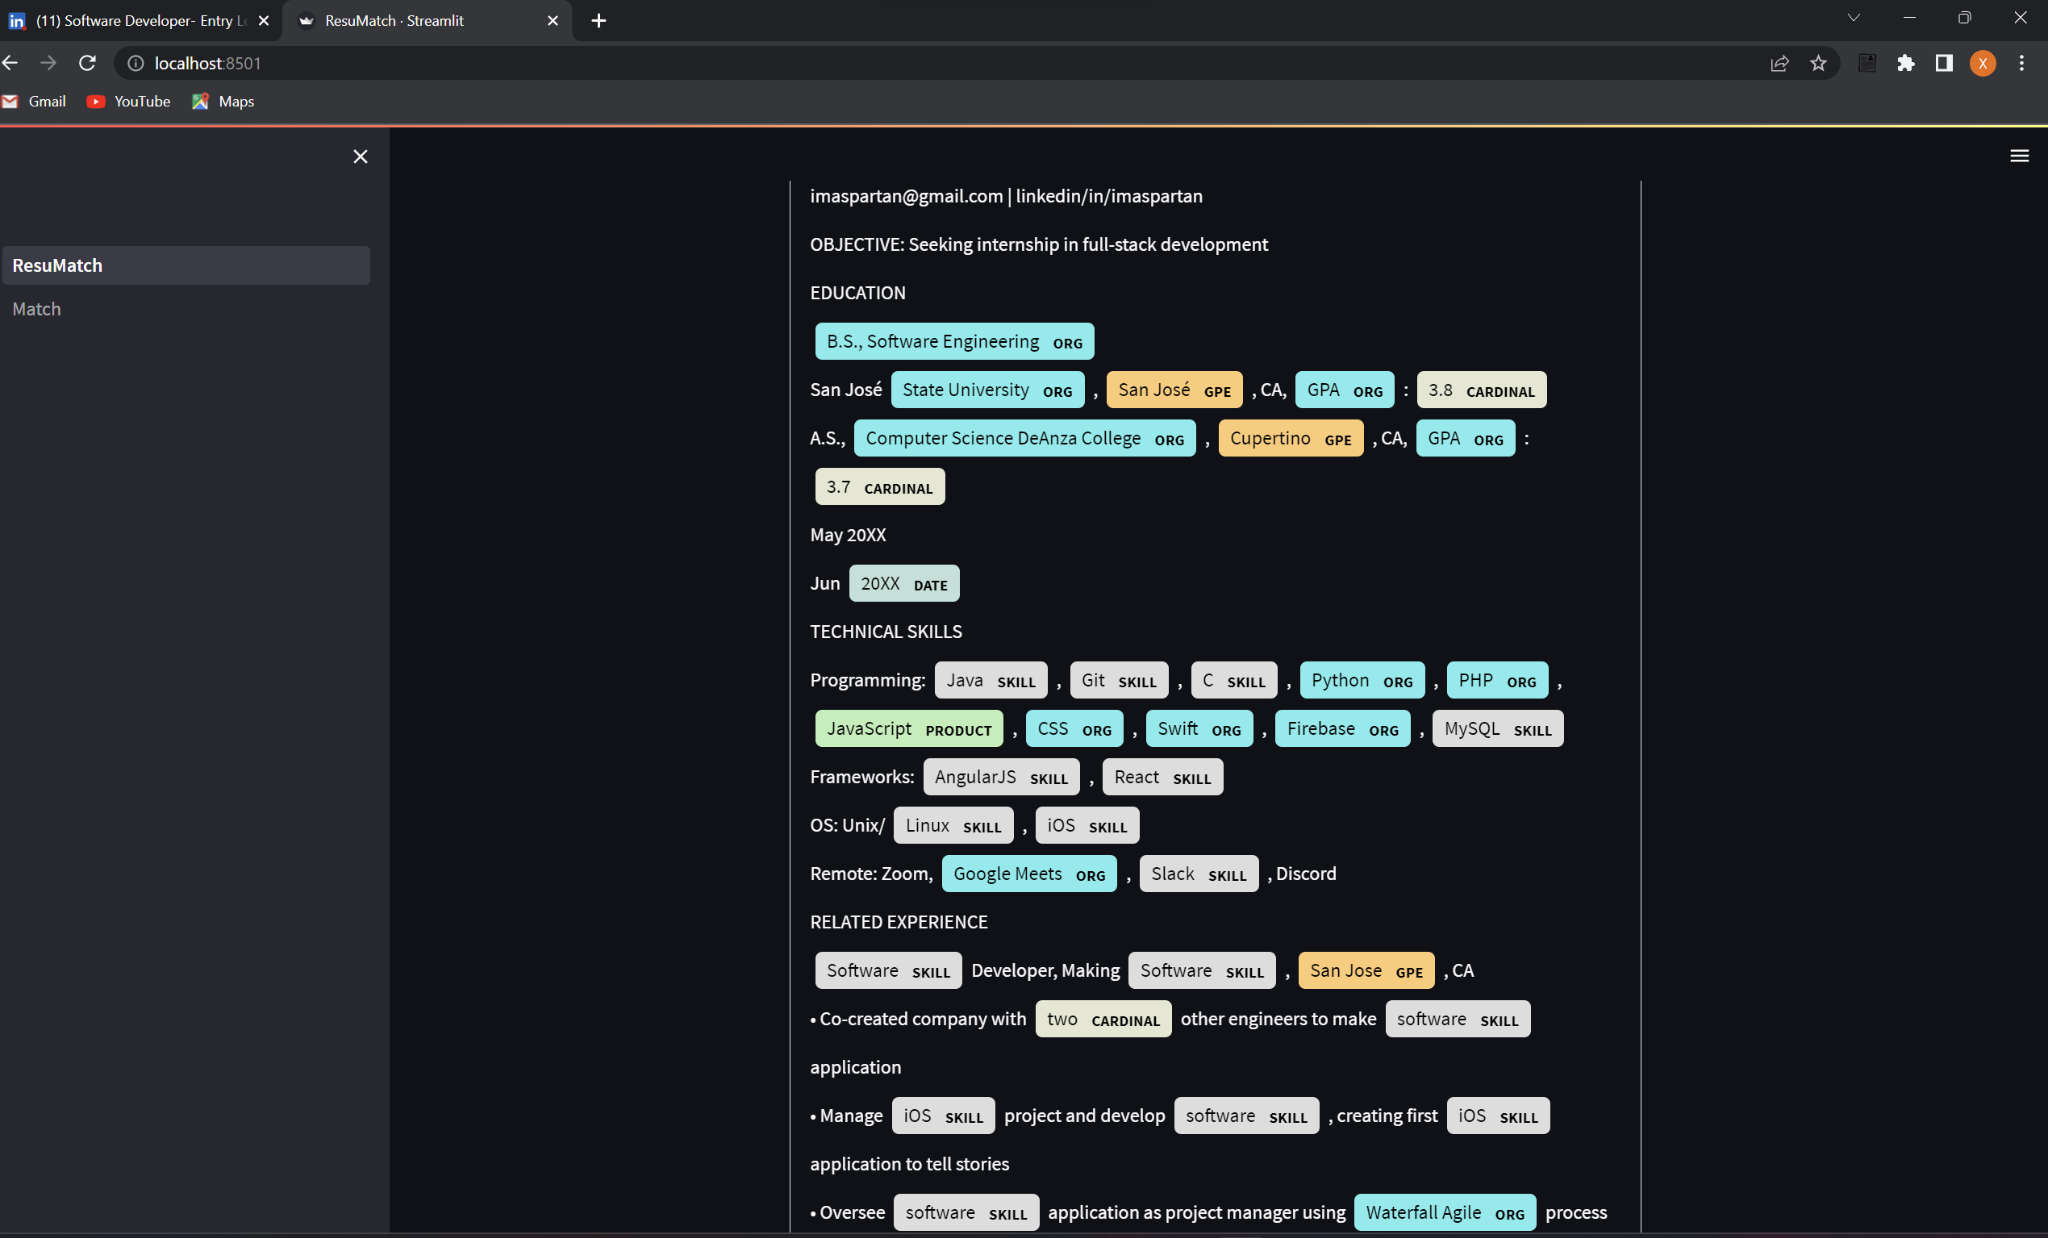 (11) Software Developer- Entry Le
ResuMatch · Streamlit
localhost:8501
X
Gmail YouTube Maps
ResuMatch
Match
imaspartan@gmail.com | linkedin/in/imaspartan
OBJECTIVE: Seeking internship in full-stack development
EDUCATION
B.S., Software Engineering ORG
San José State University ORG , San José GPE , CA, GPA ORG : 3.8 CARDINAL
A.S., Computer Science DeAnza College ORG , Cupertino GPE , CA, GPA ORG :
3.7 CARDINAL
May 20XX
Jun 20XX DATE
TECHNICAL SKILLS
Programming: Java SKILL , Git SKILL , C SKILL , Python ORG , PHP ORG ,
JavaScript PRODUCT , CSS ORG , Swift ORG , Firebase ORG , MySQL SKILL
Frameworks: AngularJS SKILL , React SKILL
OS: Unix/ Linux SKILL , iOS SKILL
Remote: Zoom, Google Meets ORG , Slack SKILL , Discord
RELATED EXPERIENCE
Software SKILL Developer, Making Software SKILL , San Jose GPE , CA
• Co-created company with two CARDINAL other engineers to make software SKILL
application
• Manage iOS SKILL project and develop software SKILL , creating first iOS SKILL
application to tell stories
• Oversee software SKILL application as project manager using Waterfall Agile ORG process